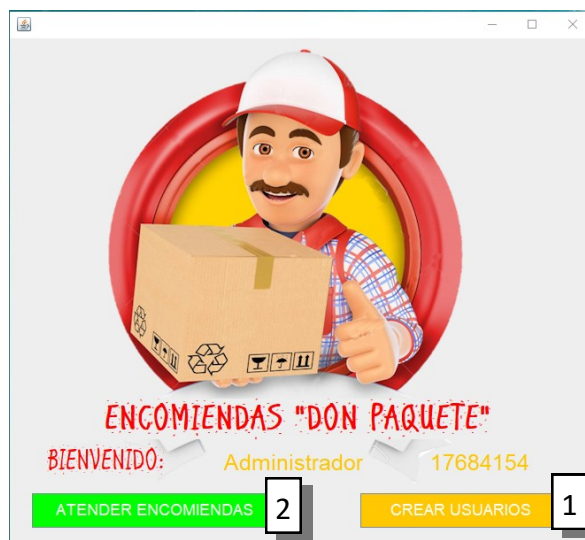 ENCOMIENDAS "DON PAQUETE"
BIENVENIDO: Administrador 17684154
ATENDER ENCOMIENDAS 2 CREAR USUARIOS 1